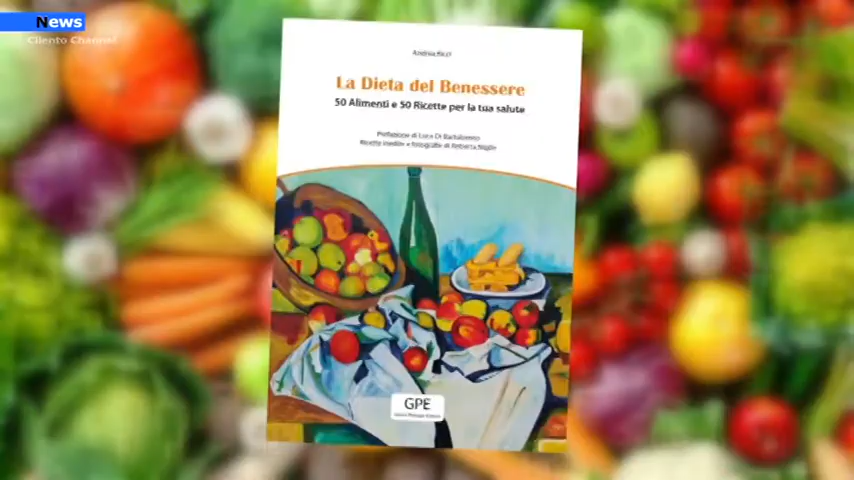 News
Cilento Channel
Andrea Ricci
La Dieta del Benessere
50 Alimenti e 50 Ricette per la tua salute
Prefazione di Luca Di Bartolomeo
Ricette inedite e fotografie di Roberta
GPE